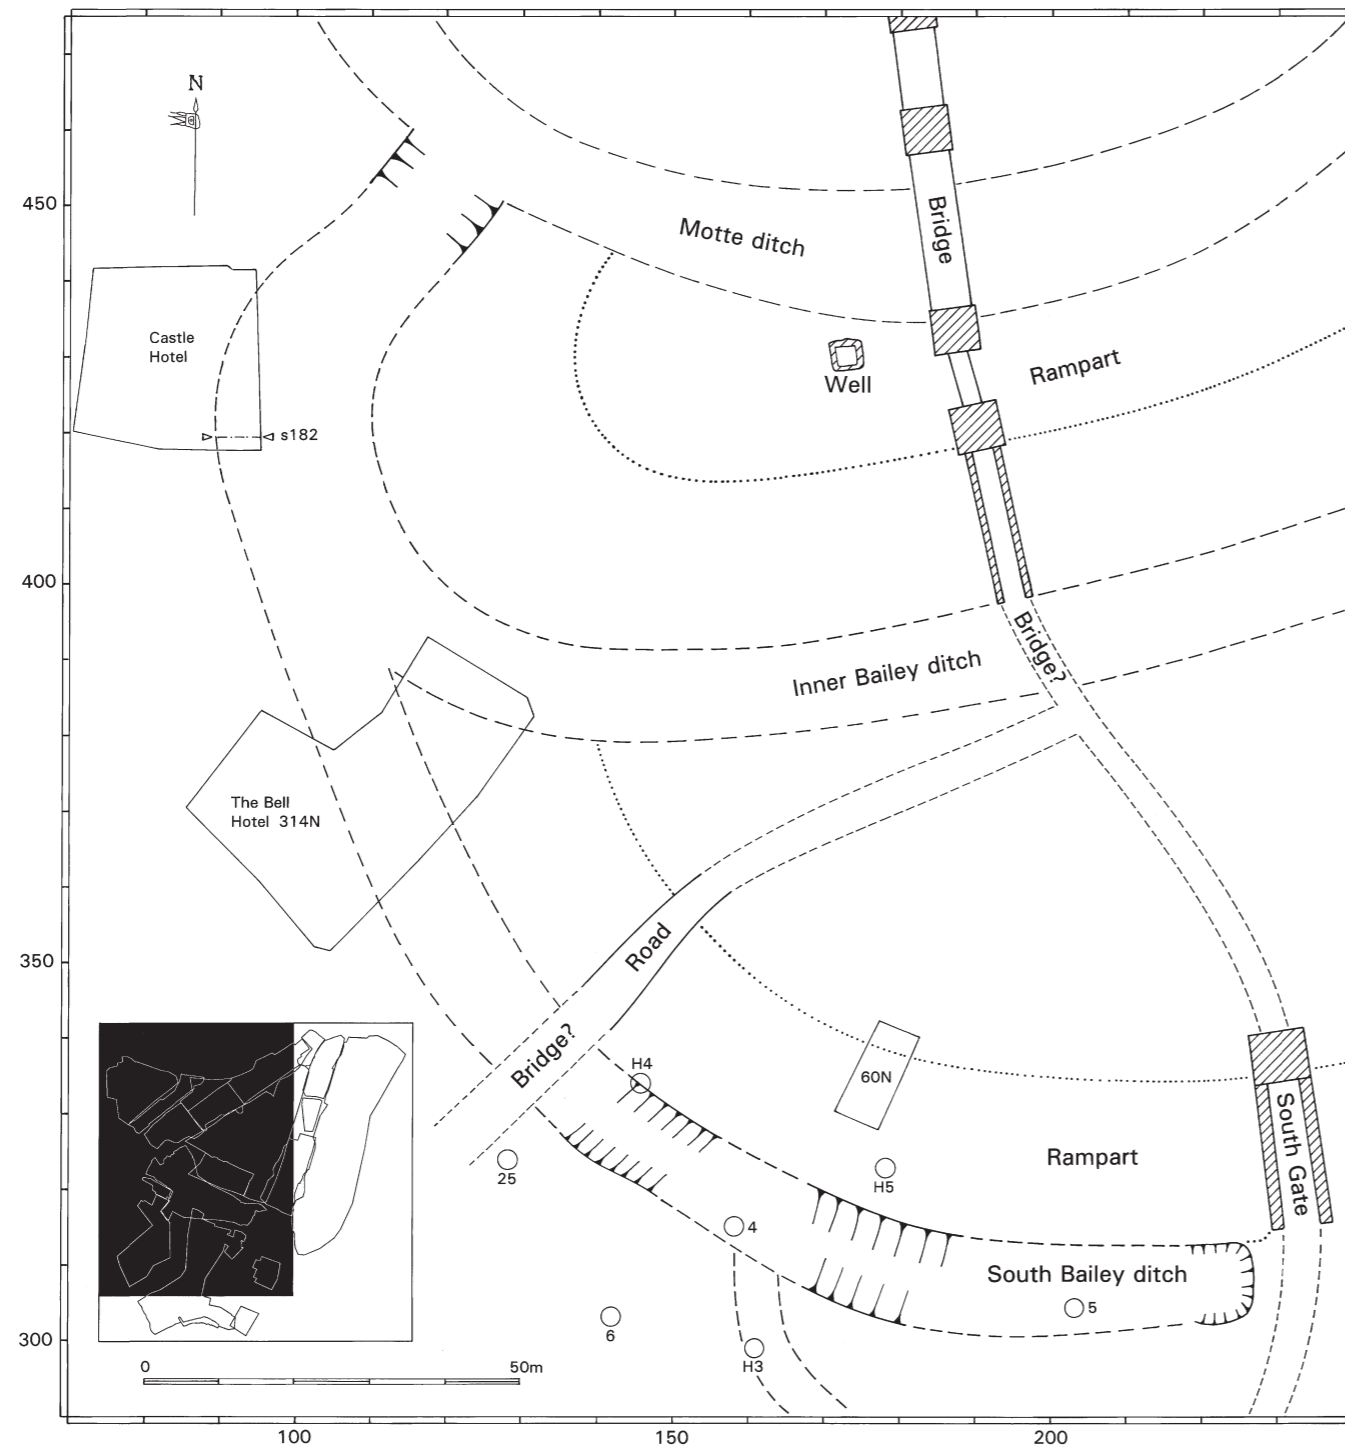 N
450
Motte ditch
Bridge
Castle
Hotel
Well
Rampart
s182
400
Bridge?
Inner Bailey ditch
The Bell
Hotel 314N
350
Road
Bridge?
H4
60N
25
H5
Rampart
South Gate
4
South Bailey ditch
5
6
300
H3
0
50m
100
150
200